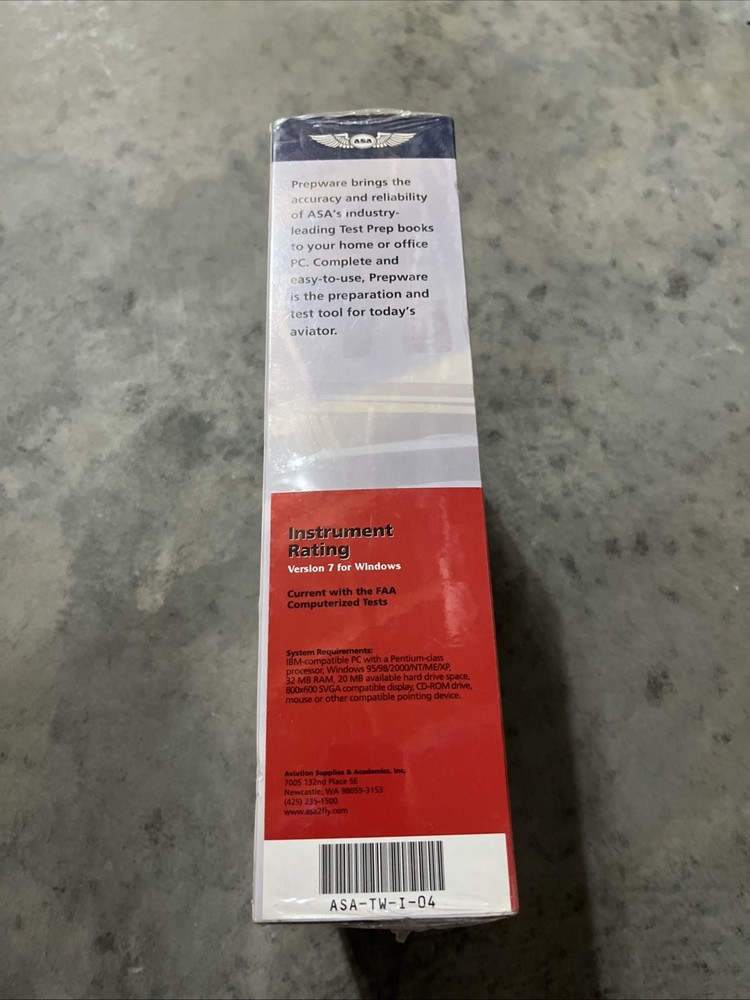 ASA
Prepware brings the
accuracy and reliability
of ASA's industry-
leading Test Prep books
to your home or office
PC. Complete and
easy-to-use, Prepware
is the preparation and
test tool for today's
aviator.
Instrument
Rating
Version 7 for Windows
Current with the FAA
Computerized Tests
System Requirements:
IBM-compatible PC with a Pentium-class
processor, Windows 95/98/2000/NT/ME/XP,
32 MB RAM, 20 MB available hard drive space,
800x600 SVGA compatible display, CD-ROM drive,
mouse or other compatible pointing device.
Aviation Supplies & Academics, Inc.
7005 132nd Place SE
Newcastle, WA 98059-3153
(425) 235-1500
www.asa2fly.com
ASA-TW-I-04